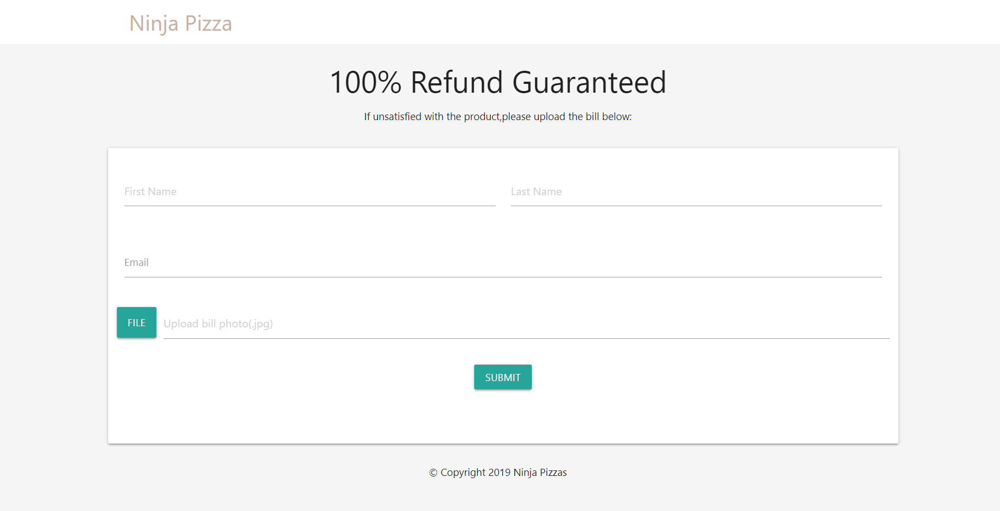 Ninja Pizza
100% Refund Guaranteed
If unsatisfied with the product,please upload the bill below:
First Name
Last Name
Email
FILE
Upload bill photo(.jpg)
SUBMIT
© Copyright 2019 Ninja Pizzas